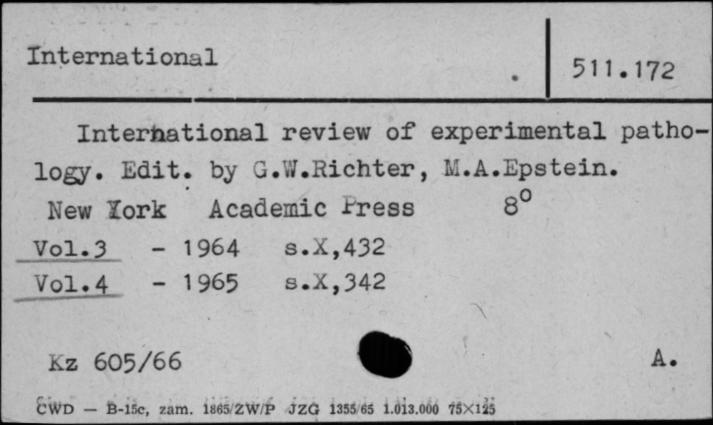 International
511.172
International review of experimental patho-
logy. Edit. by G.W.Richter, M.A.Epstein.
New York Academic Press 8°
Vol.3 - 1964 s.X,432
Vol.4 - 1965 s.X,342
Kz 605/66 A.
CWD — B-15c, zam. 1865/ZW/P JZG 1355/65 1.013.000 75×125